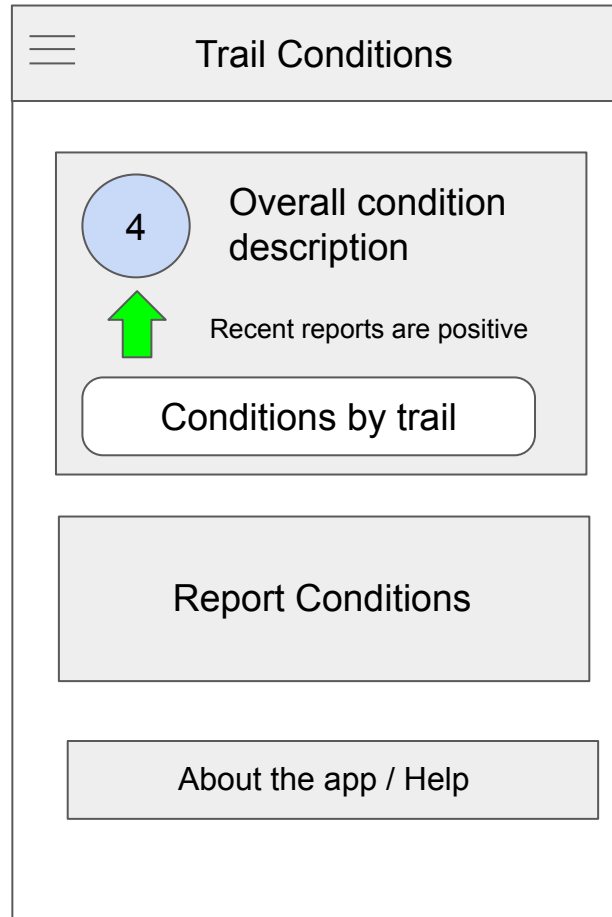 Trail Conditions
4
Overall condition
description
Recent reports are positive
Conditions by trail
Report Conditions
About the app / Help